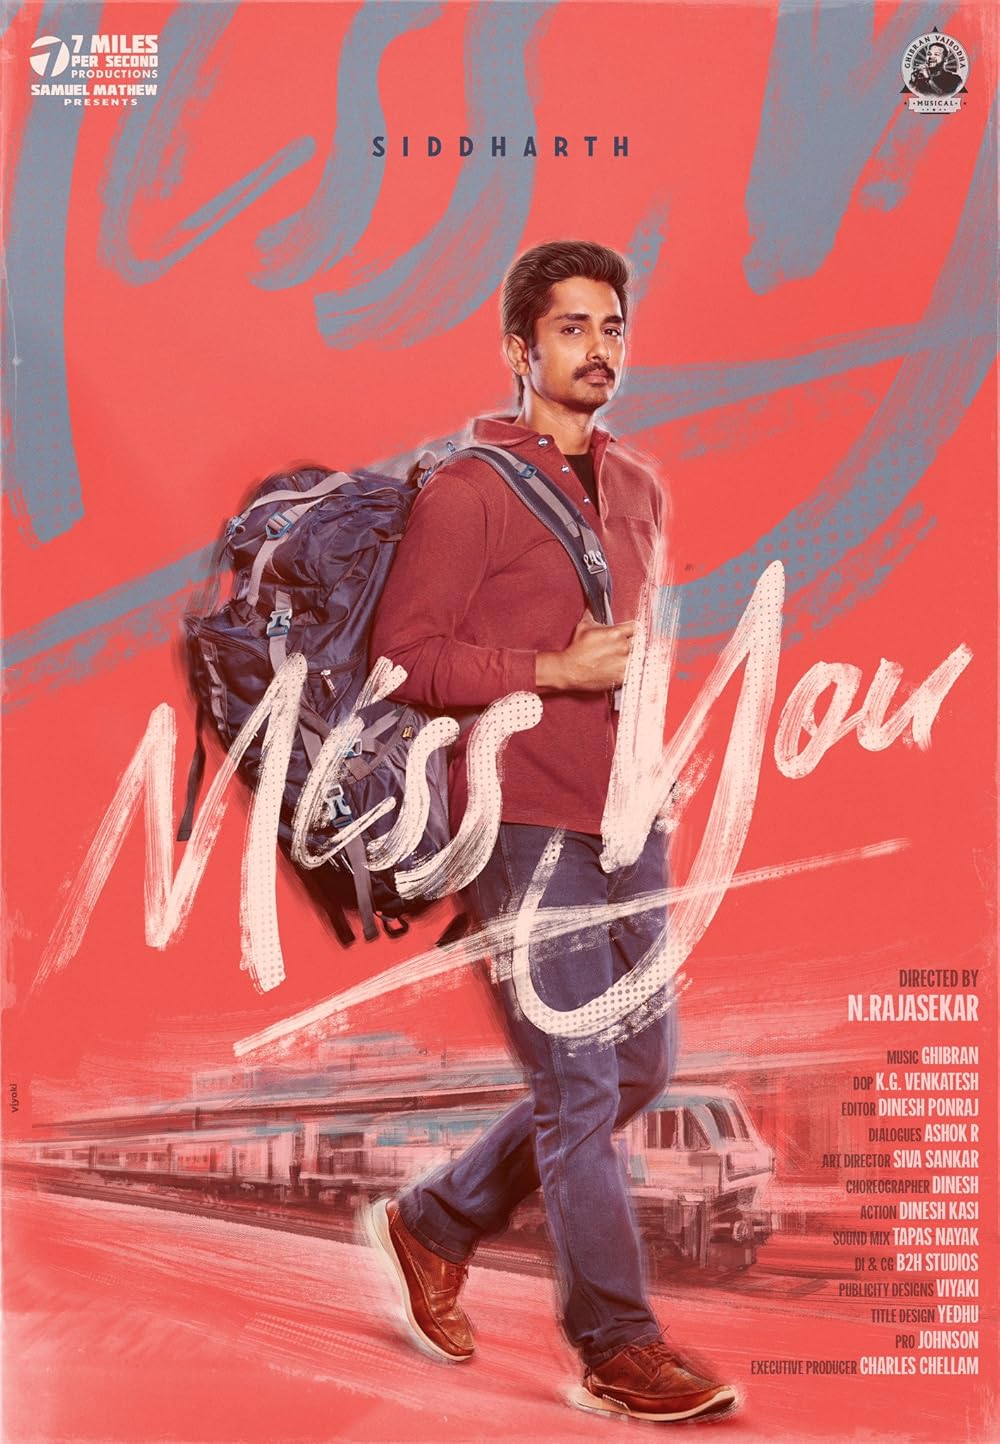 7 MILES
PER SECOND
PRODUCTIONS
SAMUEL MATHEW
PRESENTS
GHIBRAN VAIBODHA
MUSICAL
SIDDHARTH
Miss You
DIRECTED BY
N.RAJASEKAR
MUSIC GHIBRAN
DOP K.G. VENKATESH
EDITOR DINESH PONRAJ
DIALOGUES ASHOK R
ART DIRECTOR SIVA SANKAR
CHOREOGRAPHER DINESH
ACTION DINESH KASI
SOUND MIX TAPAS NAYAK
DI & CG B2H STUDIOS
PUBLICITY DESIGNS VIYAKI
TITLE DESIGN YEDHU
PRO JOHNSON
EXECUTIVE PRODUCER CHARLES CHELLAM
Viyaki